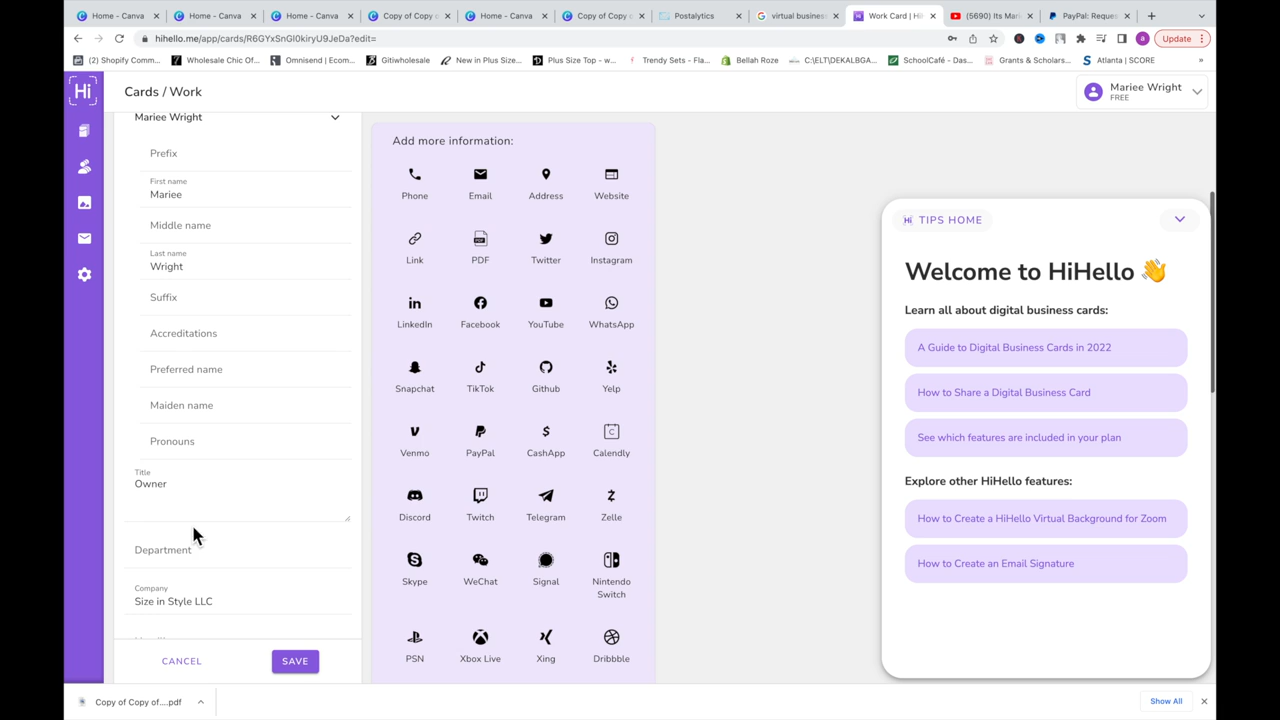 Home - Canva
Home - Canva
Home - Canva
Copy of Copy o
Home - Canva
Copy of Copy o
Postalytics
virtual business
Work Card | Hi
(5690) Its Mari
PayPal: Reques
hihello.me/app/cards/R6GYxSnGl0kiryU9JeDa?edit=
a
Update
(2) Shopify Comm...
Wholesale Chic Of...
Omnisend | Ecom...
Gitiwholesale
New in Plus Size...
Plus Size Top - w...
Trendy Sets - Fla...
Bellah Roze
C:\ELT\DEKALBGA...
SchoolCafé - Das...
Grants & Scholars...
Atlanta | SCORE
»
Hi
Cards / Work
Mariee Wright
FREE
Mariee Wright
Prefix
First name
Mariee
Middle name
Last name
Wright
Suffix
Accreditations
Preferred name
Maiden name
Pronouns
Title
Owner
Department
Company
Size in Style LLC
CANCEL
SAVE
Add more information:
Phone
Email
Address
Website
Link
PDF
Twitter
Instagram
LinkedIn
Facebook
YouTube
WhatsApp
Snapchat
TikTok
Github
Yelp
Venmo
PayPal
CashApp
Calendly
Discord
Twitch
Telegram
Zelle
Skype
WeChat
Signal
Nintendo
Switch
PSN
Xbox Live
Xing
Dribbble
Hi TIPS HOME
Welcome to HiHello 👋
Learn all about digital business cards:
A Guide to Digital Business Cards in 2022
How to Share a Digital Business Card
See which features are included in your plan
Explore other HiHello features:
How to Create a HiHello Virtual Background for Zoom
How to Create an Email Signature
Copy of Copy of....pdf
Show All